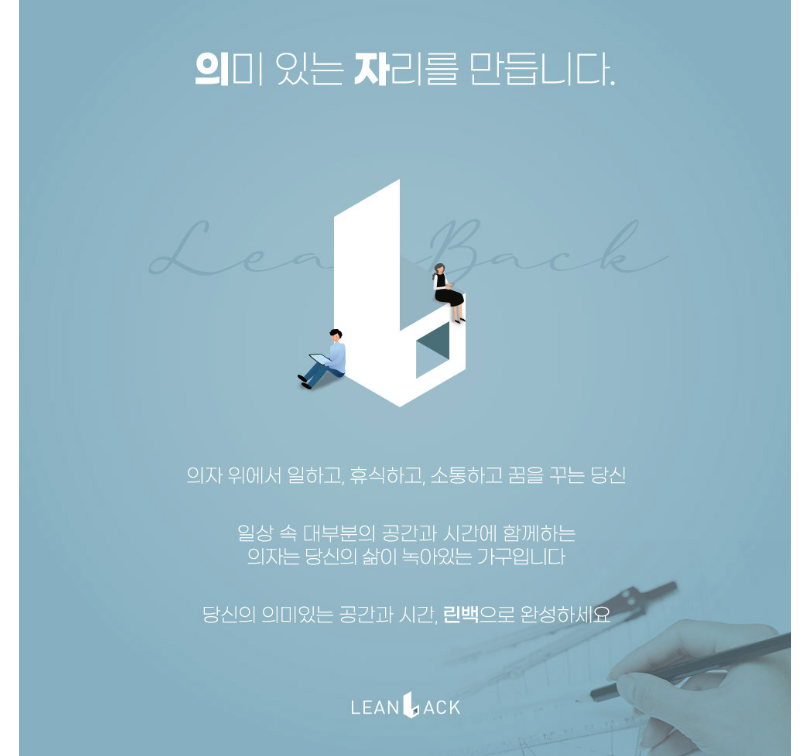 의미 있는 자리를 만듭니다.
Lean Back
의자 위에서 일하고, 휴식하고, 소통하고 꿈을 꾸는 당신
일상 속 대부분의 공간과 시간에 함께하는
의자는 당신의 삶이 녹아있는 가구입니다
당신의 의미있는 공간과 시간, 린백으로 완성하세요
LEANbACK